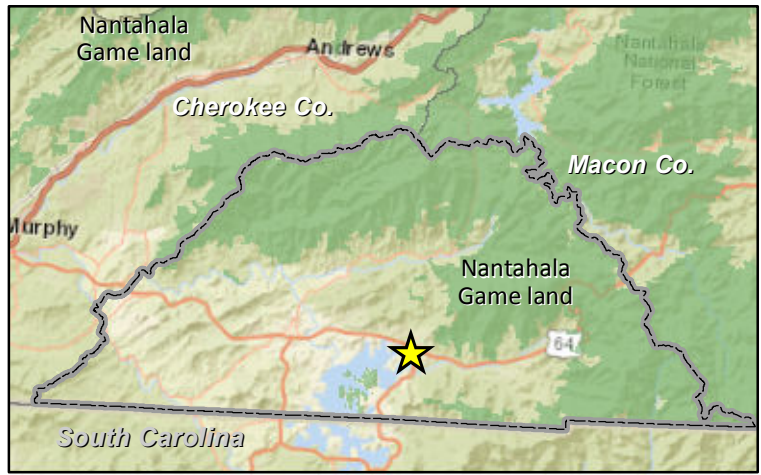 Nantahala
Game land
Andrews
Nantahala
National
Forest
Cherokee Co.
Macon Co.
Murphy
Nantahala
Game land
64
South Carolina